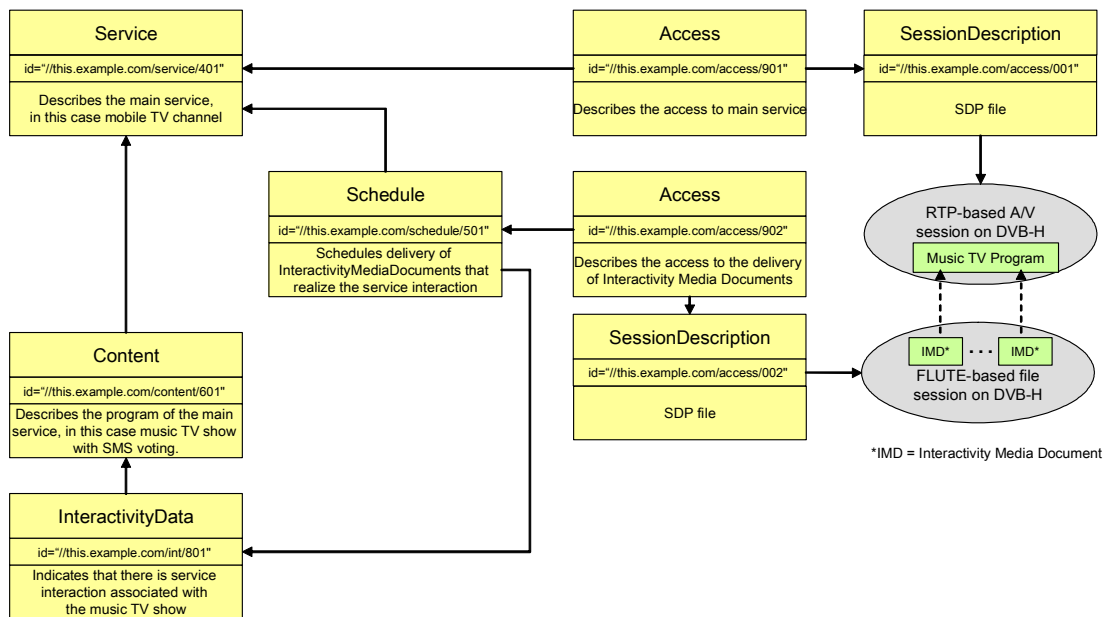 Service
id="//this.example.com/service/401"
Describes the main service,
in this case mobile TV channel
Access
id="//this.example.com/access/901"
Describes the access to main service
SessionDescription
id="//this.example.com/access/001"
SDP file
Schedule
id="//this.example.com/schedule/501"
Schedules delivery of
InteractivityMediaDocuments that
realize the service interaction
Access
id="//this.example.com/access/902"
Describes the access to the delivery
of Interactivity Media Documents
RTP-based A/V
session on DVB-H
Music TV Program
SessionDescription
id="//this.example.com/access/002"
SDP file
IMD* ... IMD*
FLUTE-based file
session on DVB-H
*IMD = Interactivity Media Document
Content
id="//this.example.com/content/601"
Describes the program of the main
service, in this case music TV show
with SMS voting.
InteractivityData
id="//this.example.com/int/801"
Indicates that there is service
interaction associated with
the music TV show